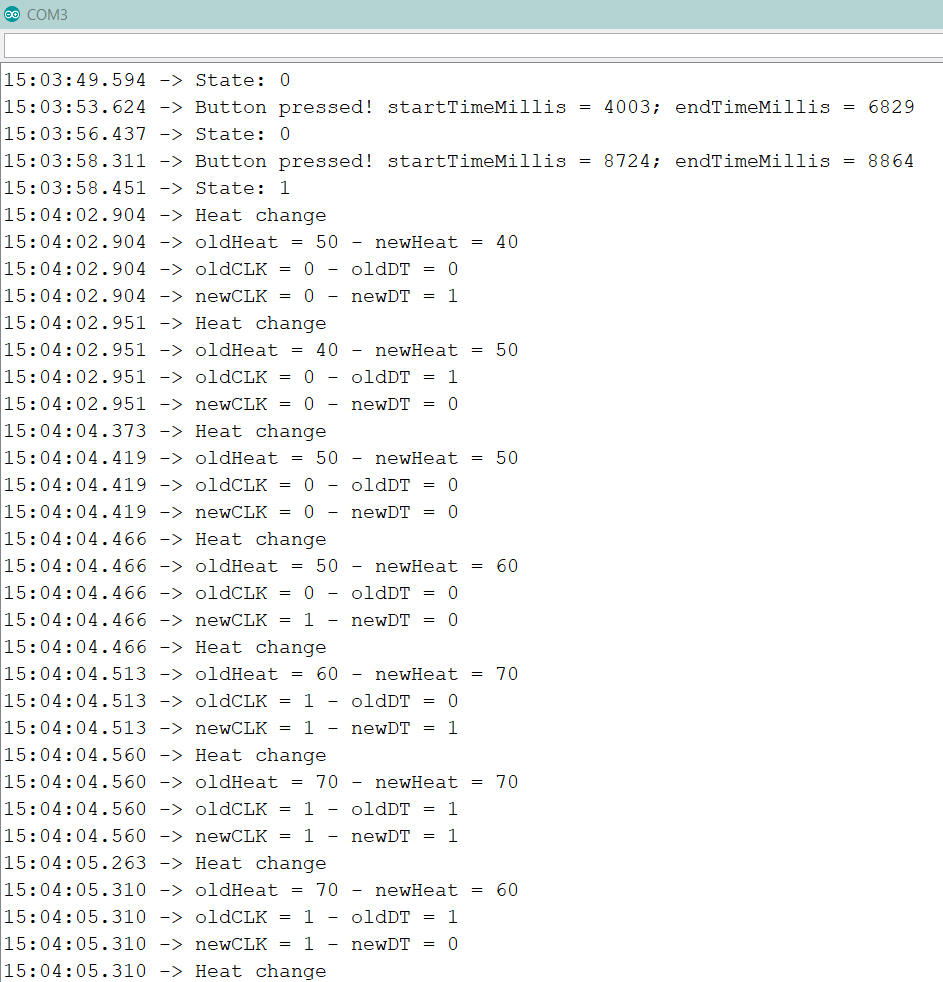 COM3
15:03:49.594 -> State: 0
15:03:53.624 -> Button pressed! startTimeMillis = 4003; endTimeMillis = 6829
15:03:56.437 -> State: 0
15:03:58.311 -> Button pressed! startTimeMillis = 8724; endTimeMillis = 8864
15:03:58.451 -> State: 1
15:04:02.904 -> Heat change
15:04:02.904 -> oldHeat = 50 - newHeat = 40
15:04:02.904 -> oldCLK = 0 - oldDT = 0
15:04:02.904 -> newCLK = 0 - newDT = 1
15:04:02.951 -> Heat change
15:04:02.951 -> oldHeat = 40 - newHeat = 50
15:04:02.951 -> oldCLK = 0 - oldDT = 1
15:04:02.951 -> newCLK = 0 - newDT = 0
15:04:04.373 -> Heat change
15:04:04.419 -> oldHeat = 50 - newHeat = 50
15:04:04.419 -> oldCLK = 0 - oldDT = 0
15:04:04.419 -> newCLK = 0 - newDT = 0
15:04:04.466 -> Heat change
15:04:04.466 -> oldHeat = 50 - newHeat = 60
15:04:04.466 -> oldCLK = 0 - oldDT = 0
15:04:04.466 -> newCLK = 1 - newDT = 0
15:04:04.466 -> Heat change
15:04:04.513 -> oldHeat = 60 - newHeat = 70
15:04:04.513 -> oldCLK = 1 - oldDT = 0
15:04:04.513 -> newCLK = 1 - newDT = 1
15:04:04.560 -> Heat change
15:04:04.560 -> oldHeat = 70 - newHeat = 70
15:04:04.560 -> oldCLK = 1 - oldDT = 1
15:04:04.560 -> newCLK = 1 - newDT = 1
15:04:05.263 -> Heat change
15:04:05.310 -> oldHeat = 70 - newHeat = 60
15:04:05.310 -> oldCLK = 1 - oldDT = 1
15:04:05.310 -> newCLK = 1 - newDT = 0
15:04:05.310 -> Heat change